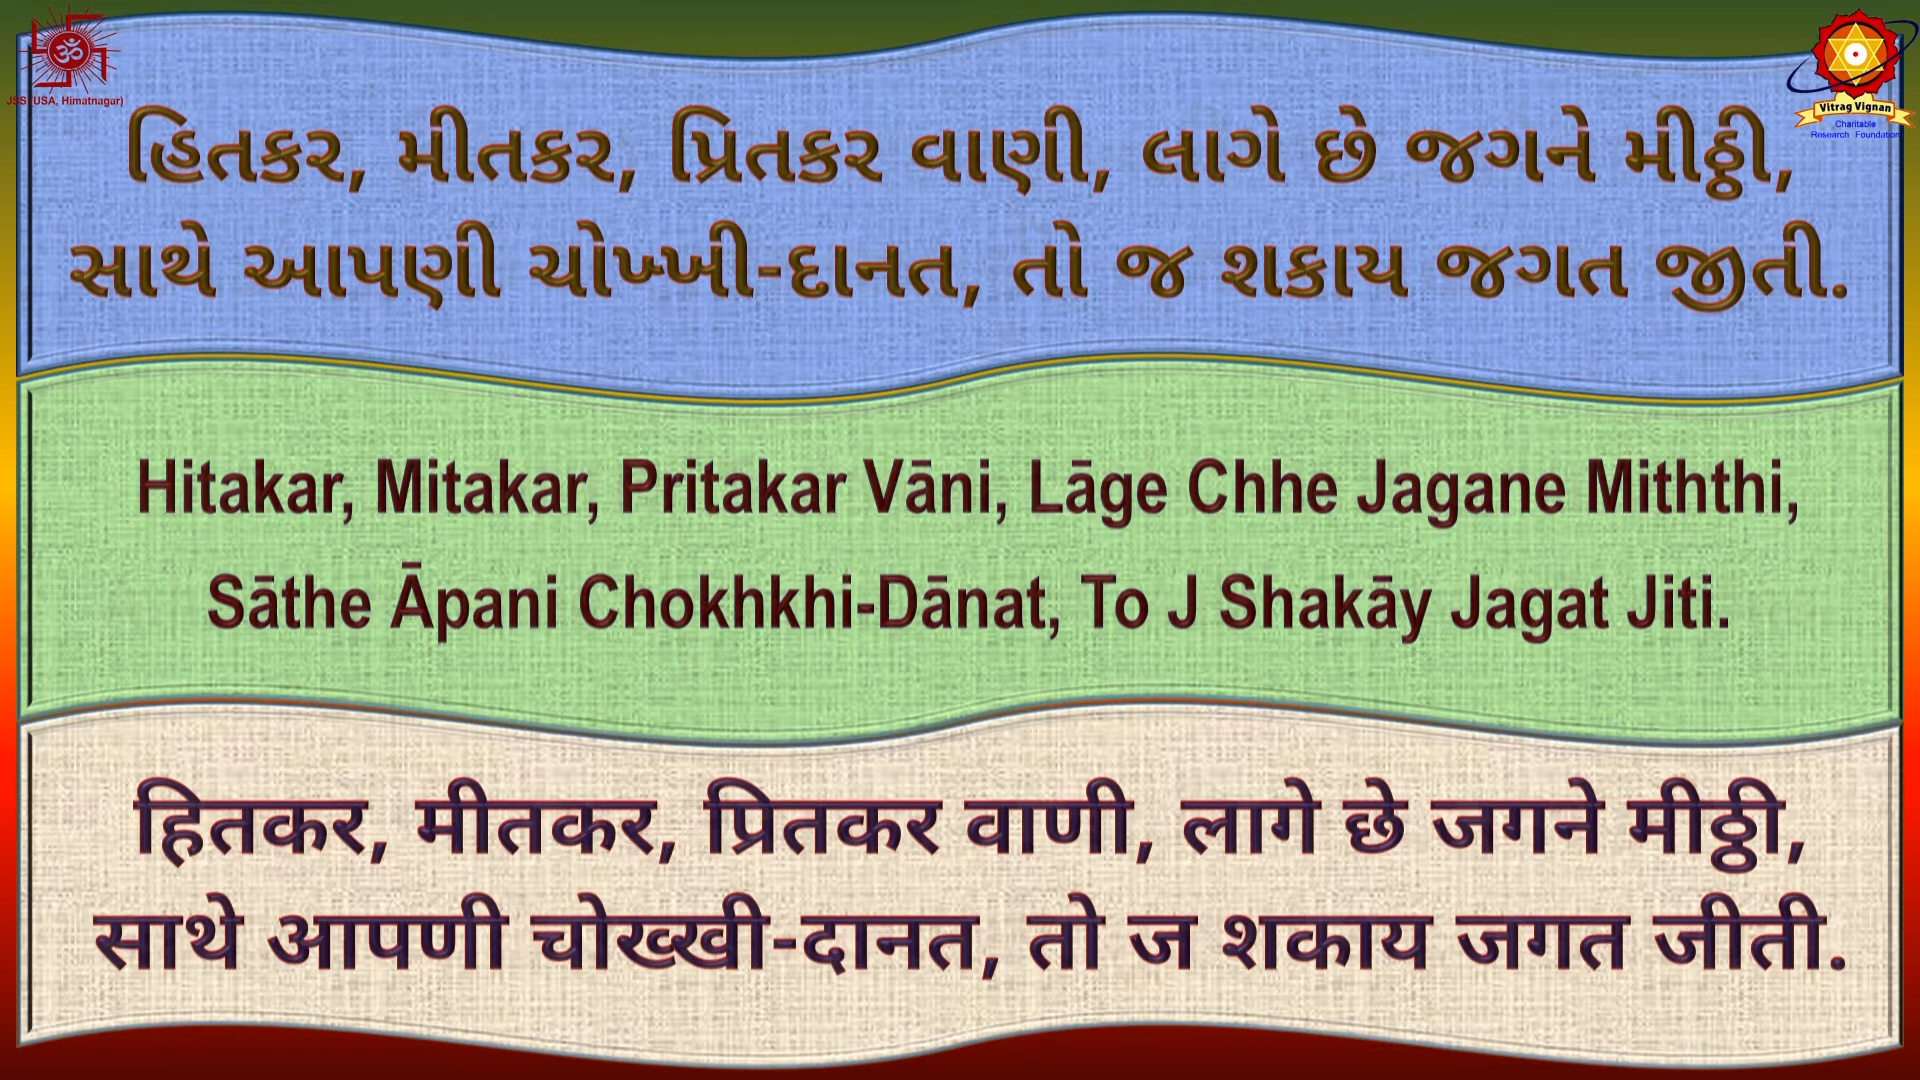 ॐ
JSS (USA, Himatnagar)
Vitrag Vignan
Charitable
Research Foundation
હિતકર, મીતકર, પ્રિતકર વાણી, લાગે છે જગને મીઠ્ઠી,
સાથે આપણી ચોખ્ખી-દાનત, તો જ શકાય જગત જીતી.
Hitakar, Mitakar, Pritakar Vāni, Lāge Chhe Jagane Miththi,
Sāthe Āpani Chokhkhi-Dānat, To J Shakāy Jagat Jiti.
हितकर, मीतकर, प्रितकर वाणी, लागे छे जगने मीठ्ठी,
साथे आपणी चोख्खी-दानत, तो ज शकाय जगत जीती.